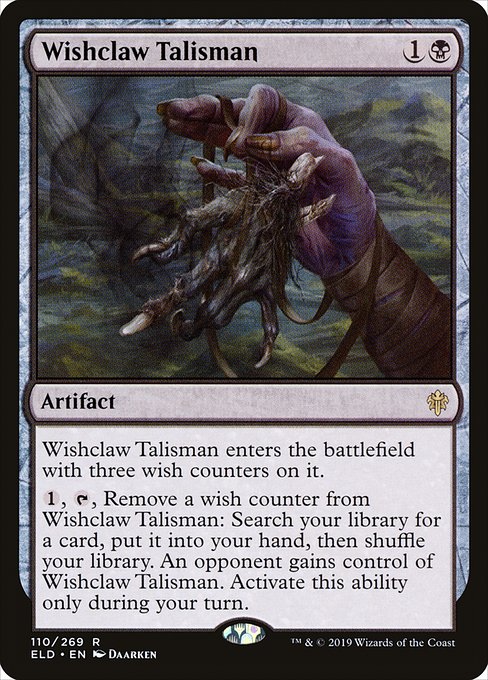 Wishclaw Talisman 1
Artifact
Wishclaw Talisman enters the battlefield
with three wish counters on it.
1, , Remove a wish counter from
Wishclaw Talisman: Search your library for
a card, put it into your hand, then shuffle
your library. An opponent gains control of
Wishclaw Talisman. Activate this ability
only during your turn.
110/269 R
ELD • EN Daarken
™ & © 2019 Wizards of the Coast